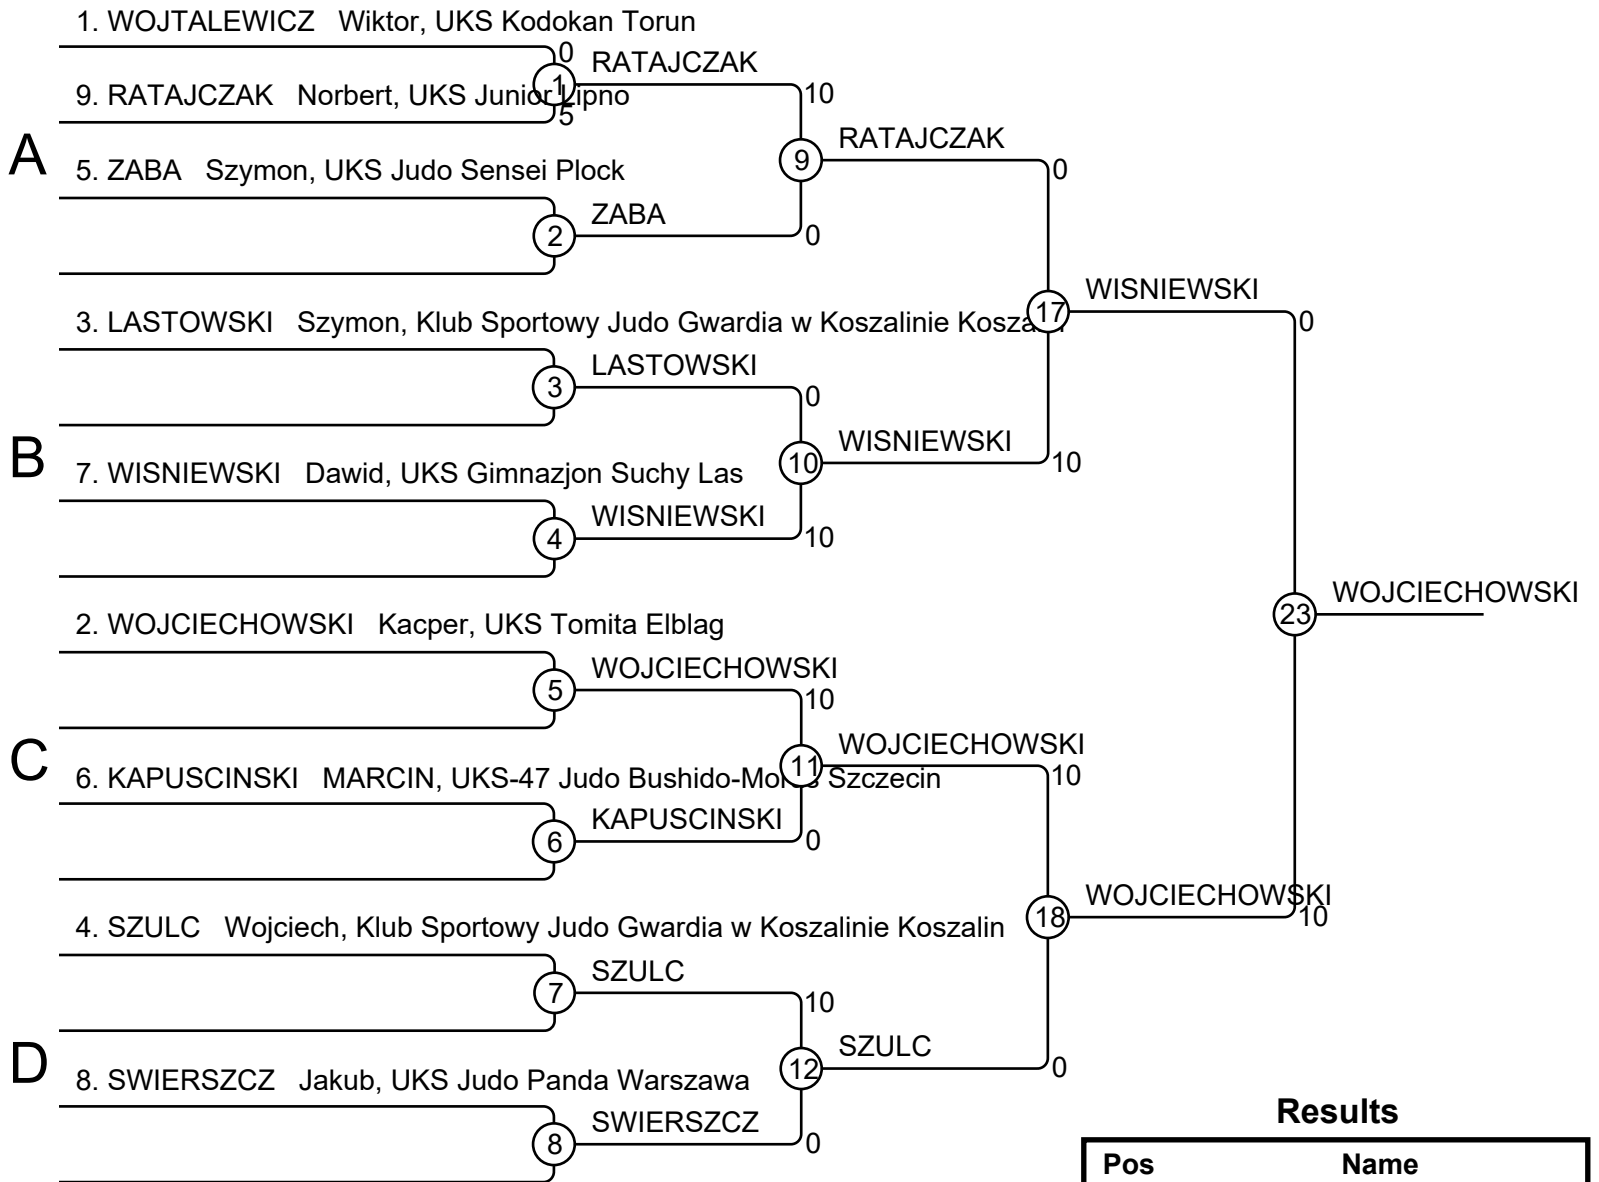 1. WOJTALEWICZ Wiktor, UKS Kodokan Torun
0
RATAJCZAK
1
10
9. RATAJCZAK Norbert, UKS Junior Lipno
5
A
RATAJCZAK
9
0
5. ZABA Szymon, UKS Judo Sensei Plock
ZABA
2
0
WISNIEWSKI
17
0
3. LASTOWSKI Szymon, Klub Sportowy Judo Gwardia w Koszalinie
LASTOWSKI
3
0
B
WISNIEWSKI
10
10
7. WISNIEWSKI Dawid, UKS Gimnazjon Suchy Las
WISNIEWSKI
4
10
WOJCIECHOWSKI
23
2. WOJCIECHOWSKI Kacper, UKS Tomita Elblag
WOJCIECHOWSKI
5
10
C
WOJCIECHOWSKI
11
10
6. KAPUSCINSKI MARCIN, UKS-47 Judo Szczecin
KAPUSCINSKI
6
0
WOJCIECHOWSKI
18
10
4. SZULC Wojciech, Klub Sportowy Judo Gwardia w Koszalinie Koszalin
SZULC
7
10
D
SZULC
12
0
8. SWIERSZCZ Jakub, UKS Judo Panda Warszawa
SWIERSZCZ
8
0
Results
Pos Name